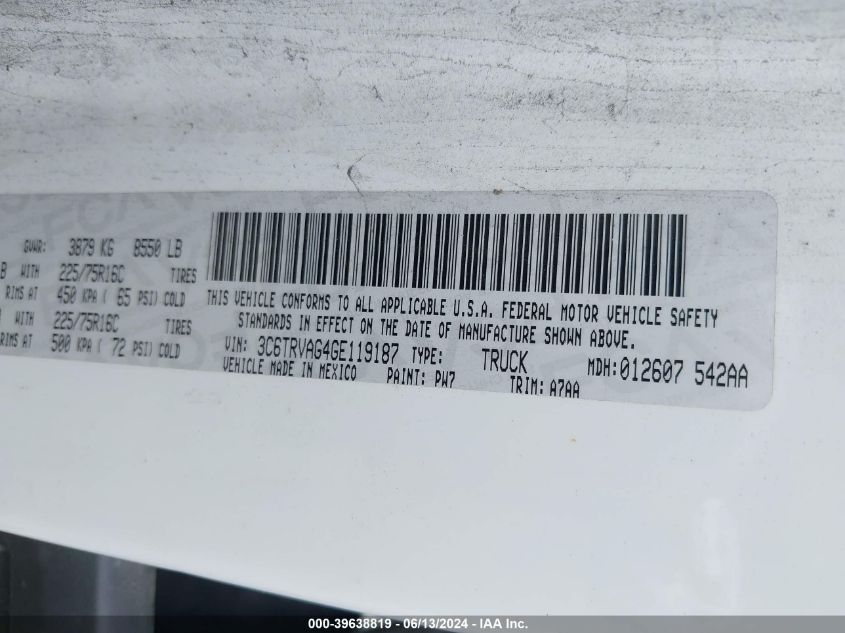 GVWR: 3879 KG 8550 LB
B WITH 225/75R16C TIRES
RIMS AT 450 KPA ( 65 PSI) COLD
WITH 225/75R16C TIRES
RIMS AT 500 KPA ( 72 PSI) COLD
THIS VEHICLE CONFORMS TO ALL APPLICABLE U.S.A. FEDERAL MOTOR VEHICLE SAFETY
STANDARDS IN EFFECT ON THE DATE OF MANUFACTURE SHOWN ABOVE.
VIN: 3C6TRVAG4GE119187 TYPE: TRUCK MDH:012607 542AA
VEHICLE MADE IN MEXICO PAINT: PW7 TRIM: A7AA
000-39638819 - 06/13/2024 - IAA Inc.